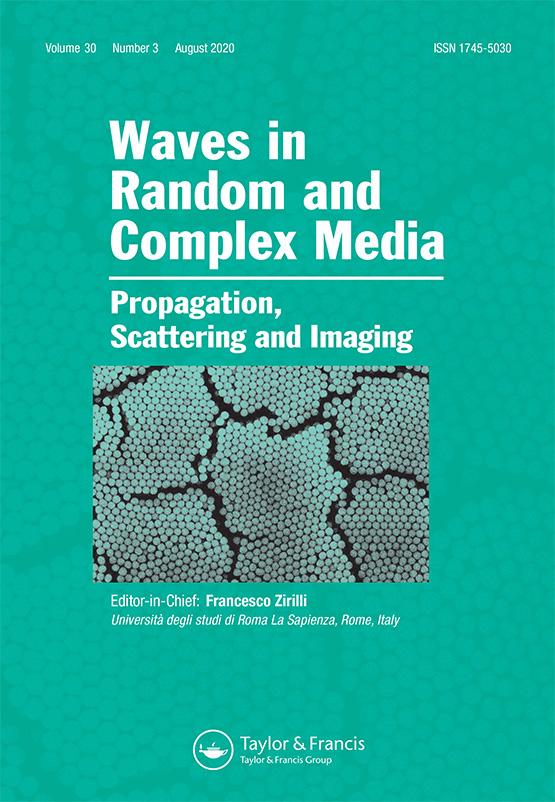 Volume 30 Number 3 August 2020 ISSN 1745-5030
Waves in
Random and
Complex Media
Propagation,
Scattering and Imaging
Editor-in-Chief: Francesco Zirilli
Università degli studi di Roma La Sapienza, Rome, Italy
Taylor & Francis
Taylor & Francis Group